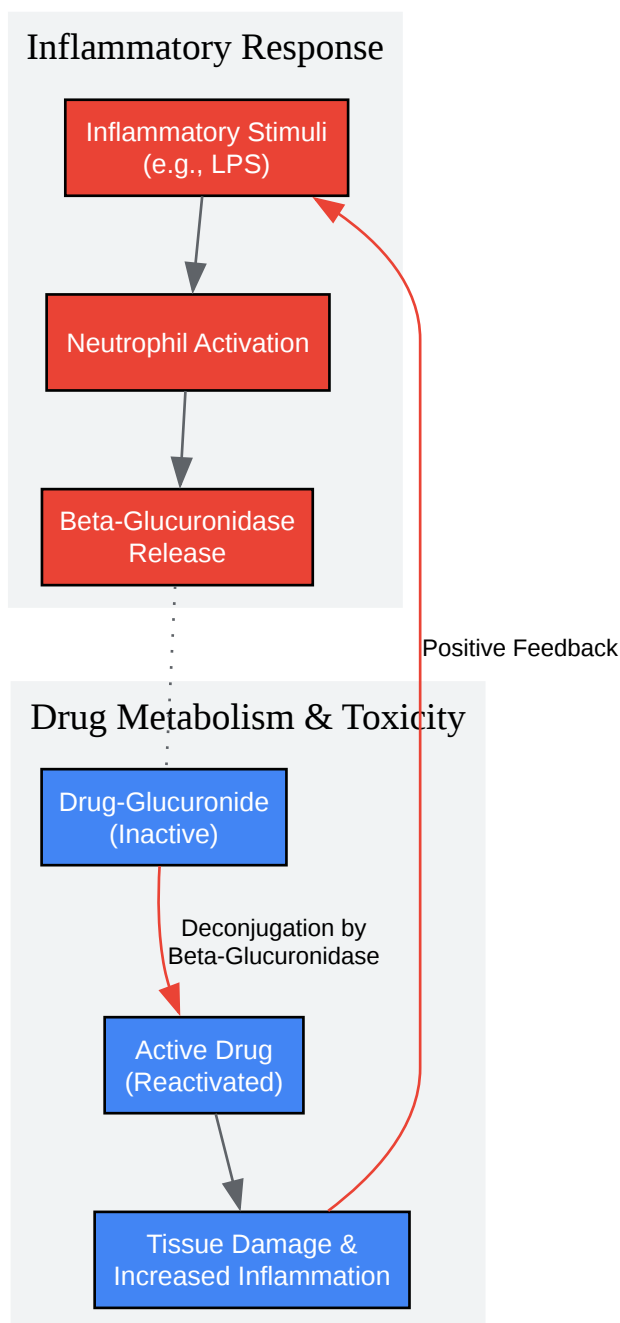 Inflammatory Response
Inflammatory Stimuli
(e.g., LPS)
Neutrophil Activation
Beta-Glucuronidase
Release
Positive Feedback
Drug Metabolism & Toxicity
Drug-Glucuronide
(Inactive)
Deconjugation by
Beta-Glucuronidase
Active Drug
(Reactivated)
Tissue Damage &
Increased Inflammation